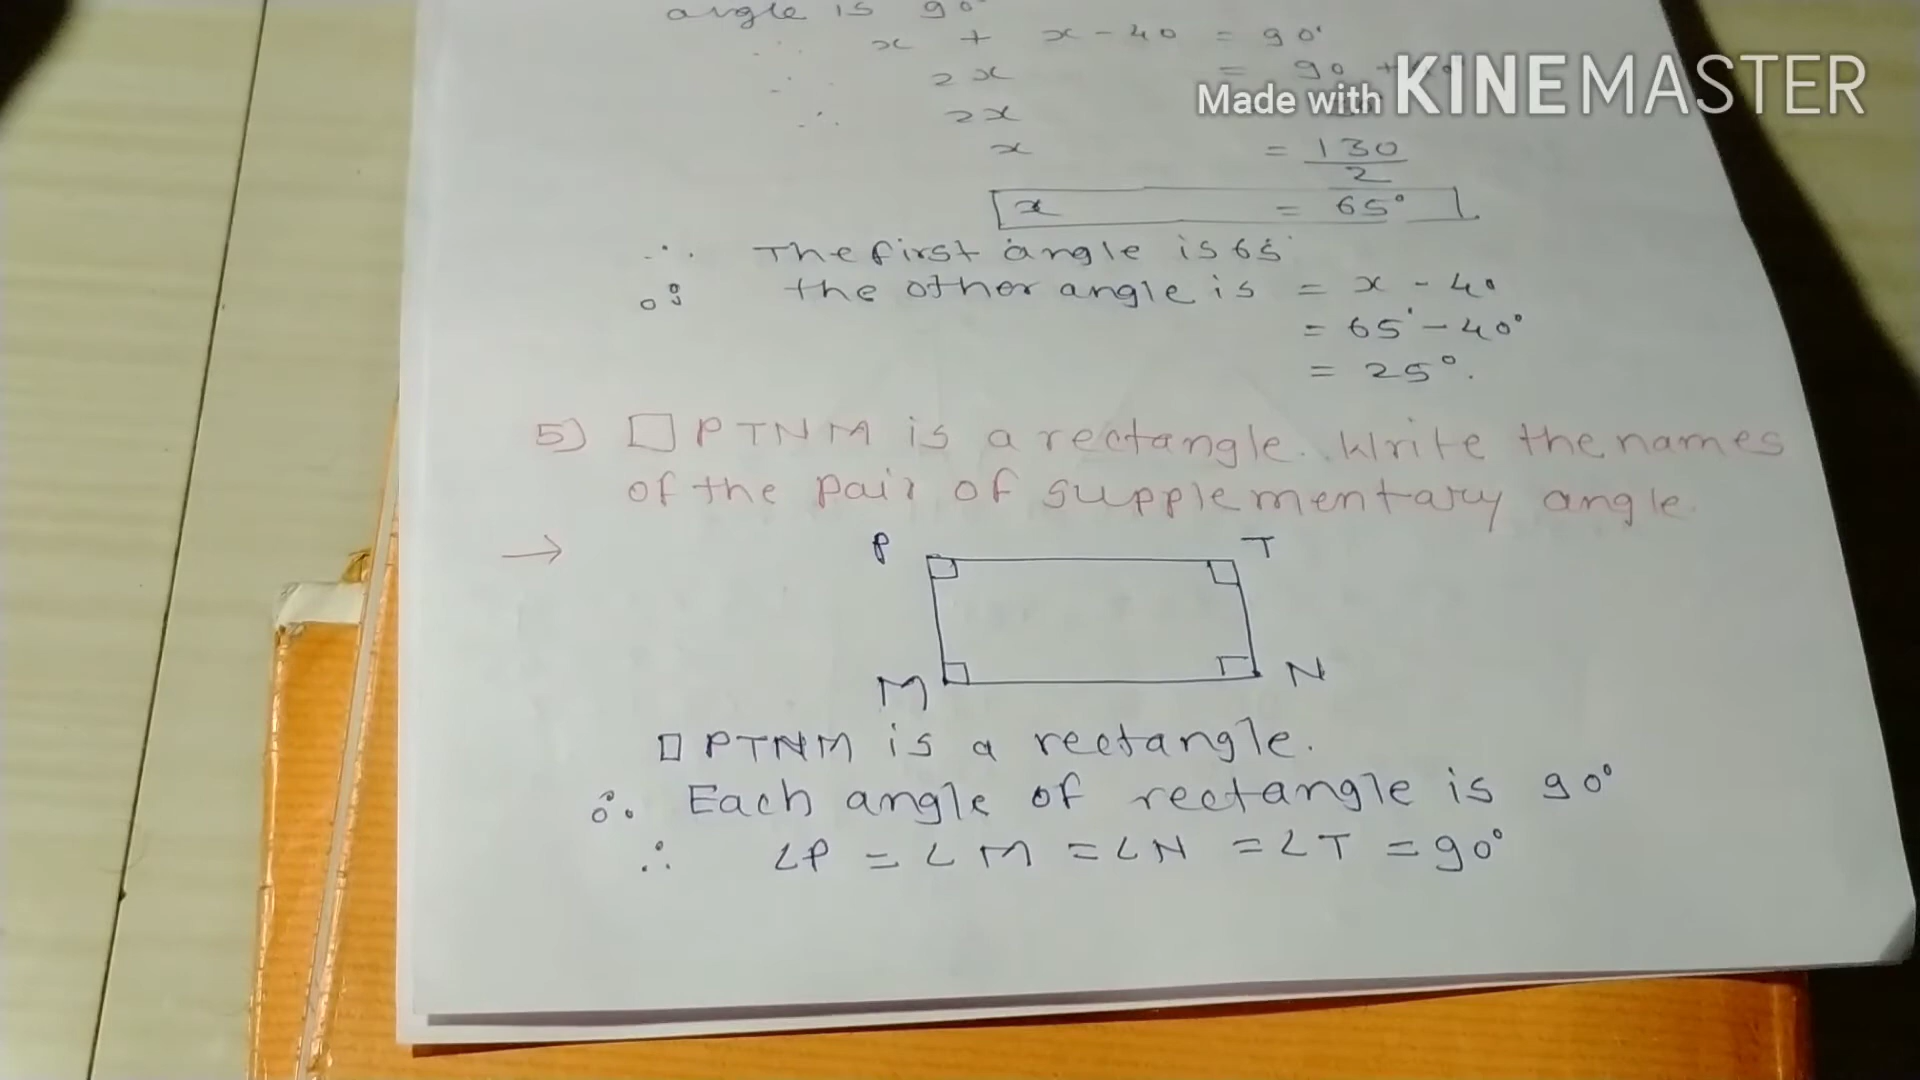 angle is 90°
∴ x + x - 40 = 90°
∴ 2x = 90 +
∴ 2x
Made with KINEMASTER
x = 130/2
x = 65°
∴ The first angle is 65°
∴ the other angle is = x - 40
= 65° - 40°
= 25°.
5) □ PTNM is a rectangle. Write the names
of the pair of supplementary angle.
→
P T
M N
□ PTNM is a rectangle.
∴ Each angle of rectangle is 90°
∴ ∠P = ∠M = ∠N = ∠T = 90°